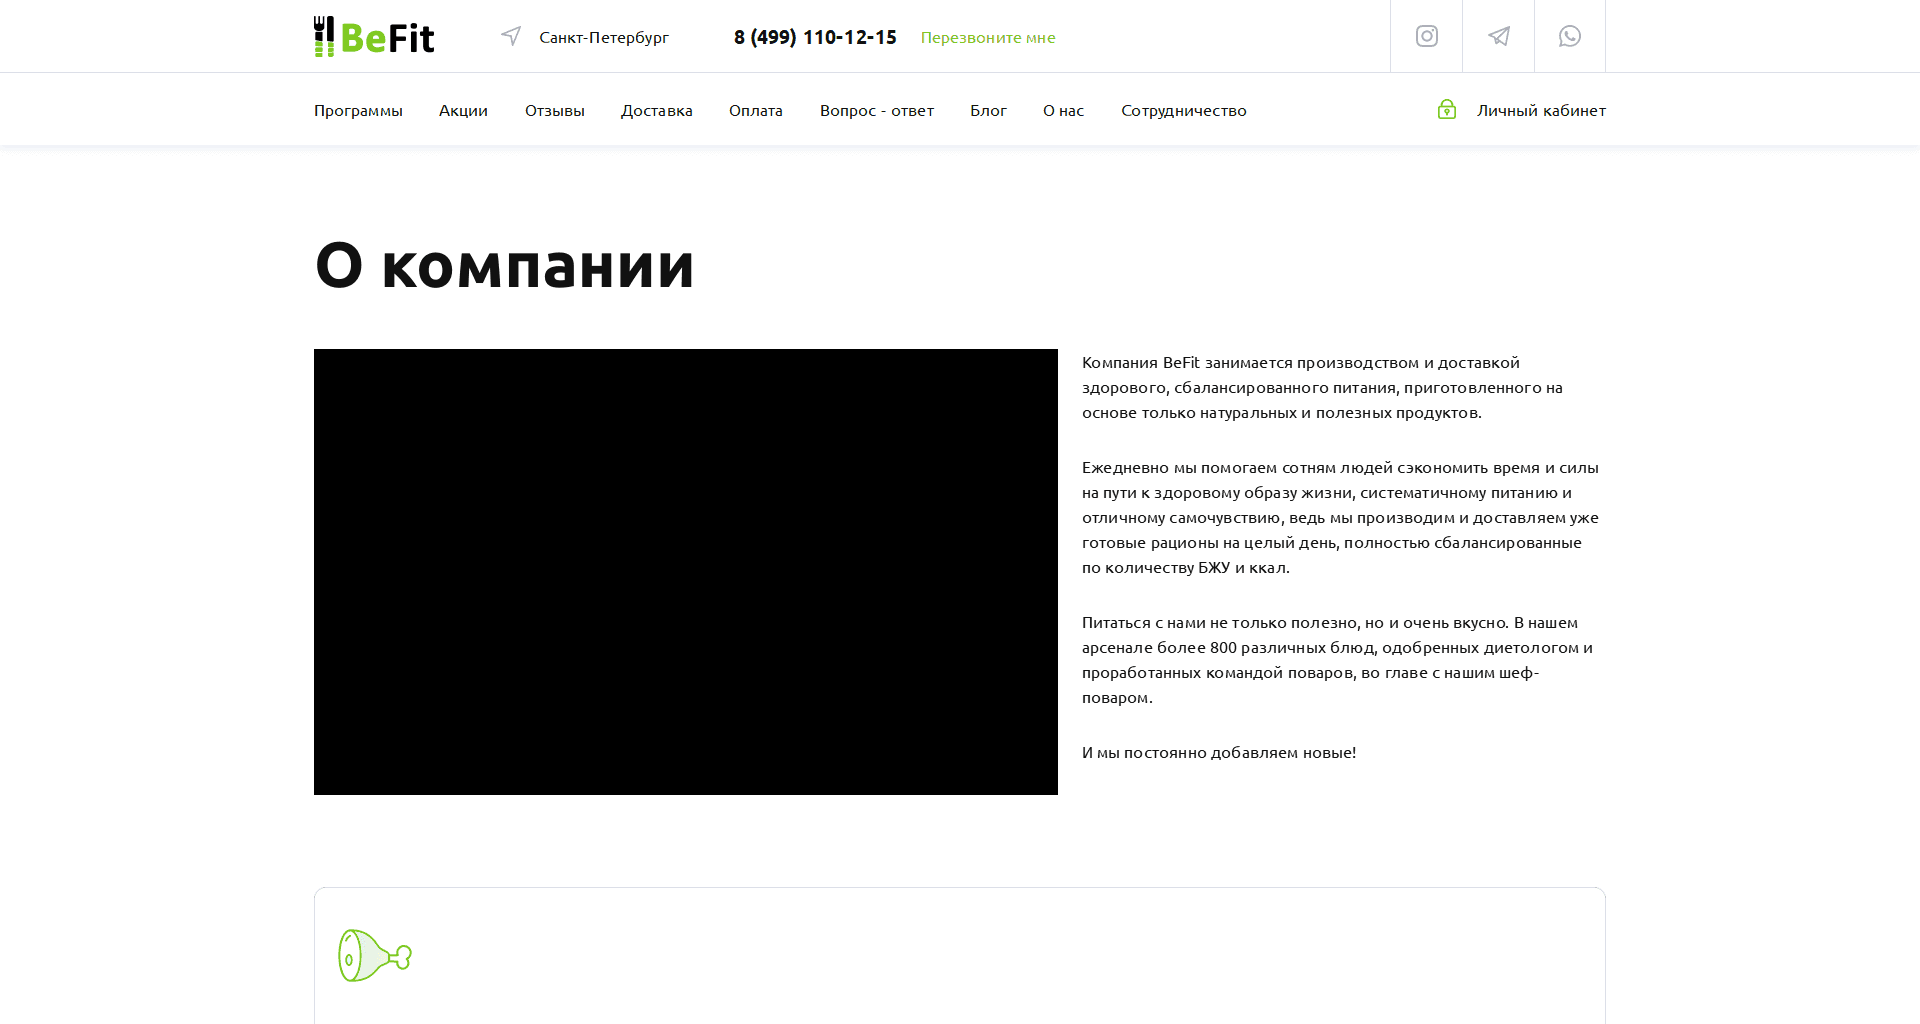 BeFit
Санкт-Петербург
8 (499) 110-12-15
Перезвоните мне
Программы
Акции
Отзывы
Доставка
Оплата
Вопрос - ответ
Блог
О нас
Сотрудничество
Личный кабинет
О компании
Компания BeFit занимается производством и доставкой
здорового, сбалансированного питания, приготовленного на
основе только натуральных и полезных продуктов.
Ежедневно мы помогаем сотням людей сэкономить время и силы
на пути к здоровому образу жизни, систематичному питанию и
отличному самочувствию, ведь мы производим и доставляем уже
готовые рационы на целый день, полностью сбалансированные
по количеству БЖУ и ккал.
Питаться с нами не только полезно, но и очень вкусно. В нашем
арсенале более 800 различных блюд, одобренных диетологом и
проработанных командой поваров, во главе с нашим шеф-
поваром.
И мы постоянно добавляем новые!